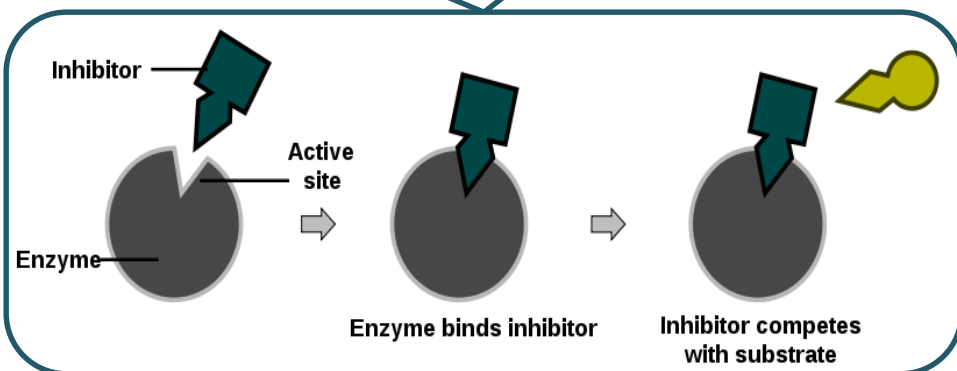 Inhibitor
Active
site
Enzyme
Enzyme binds inhibitor
Inhibitor competes
with substrate